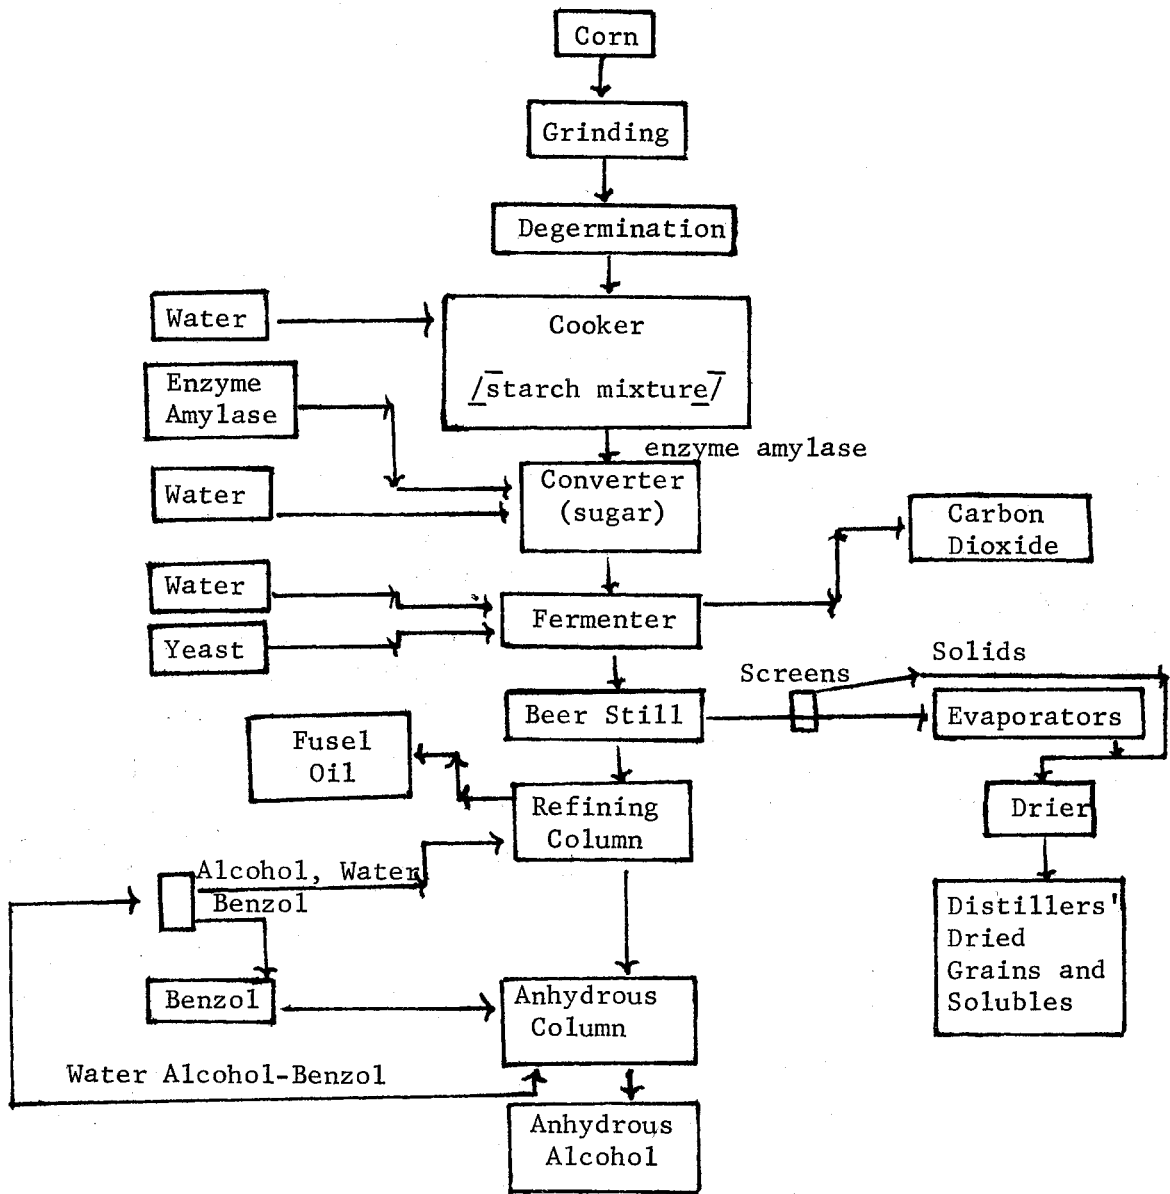 Corn
Grinding
Degermination
Water
Cooker
/starch mixture/
Enzyme
Amylase
enzyme amylase
Water
Converter
(sugar)
Carbon
Dioxide
Water
Fermenter
Yeast
Solids
Screens
Beer Still
Evaporators
Fusel
Oil
Refining
Column
Drier
Alcohol, Water
Benzol
Distillers'
Dried
Grains and
Solubles
Benzol
Anhydrous
Column
Water Alcohol-Benzol
Anhydrous
Alcohol